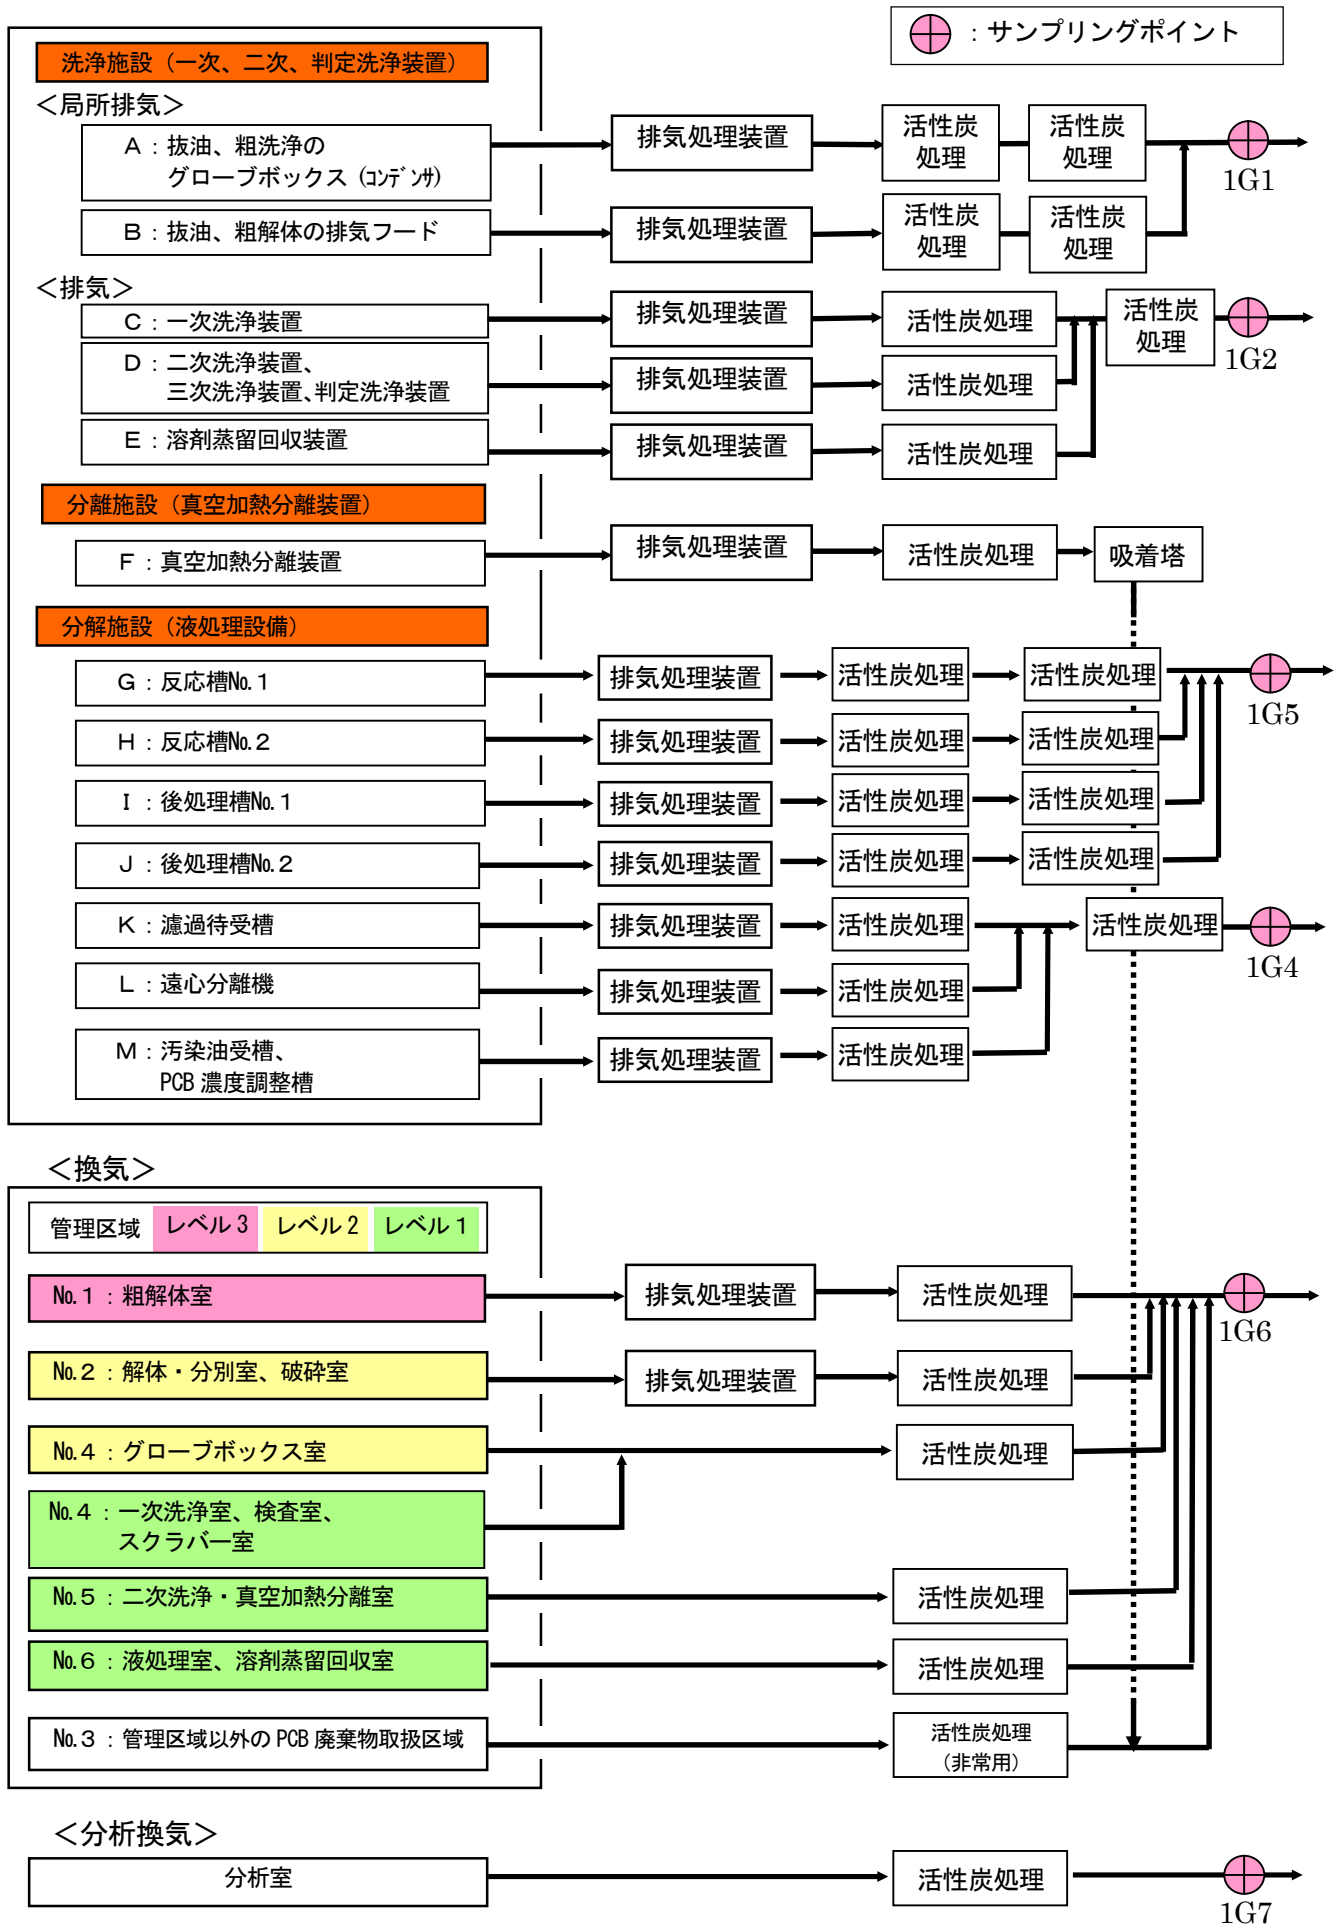 ：サンプリングポイント
洗浄施設（一次、二次、判定洗浄装置）
＜局所排気＞
A：抜油、粗洗浄の
グローブボックス（ｺﾝﾃﾞﾝｻ）
排気処理装置
活性炭
処理
活性炭
処理
1G1
B：抜油、粗解体の排気フード
排気処理装置
活性炭
処理
活性炭
処理
＜排気＞
C：一次洗浄装置
排気処理装置
活性炭処理
活性炭
処理
1G2
D：二次洗浄装置、
三次洗浄装置、判定洗浄装置
排気処理装置
活性炭処理
E：溶剤蒸留回収装置
排気処理装置
活性炭処理
分離施設（真空加熱分離装置）
F：真空加熱分離装置
排気処理装置
活性炭処理
吸着塔
分解施設（液処理設備）
G：反応槽№1
排気処理装置
活性炭処理
活性炭処理
1G5
H：反応槽№2
排気処理装置
活性炭処理
活性炭処理
I：後処理槽№1
排気処理装置
活性炭処理
活性炭処理
J：後処理槽№2
排気処理装置
活性炭処理
活性炭処理
K：濾過待受槽
排気処理装置
活性炭処理
活性炭処理
1G4
L：遠心分離機
排気処理装置
活性炭処理
M：汚染油受槽、
PCB濃度調整槽
排気処理装置
活性炭処理
＜換気＞
管理区域 レベル3 レベル2 レベル1
№1：粗解体室
排気処理装置
活性炭処理
1G6
№2：解体・分別室、破砕室
排気処理装置
活性炭処理
№4：グローブボックス室
活性炭処理
№4：一次洗浄室、検査室、
スクラバー室
№5：二次洗浄・真空加熱分離室
活性炭処理
№6：液処理室、溶剤蒸留回収室
活性炭処理
№3：管理区域以外のPCB廃棄物取扱区域
活性炭処理
（非常用）
＜分析換気＞
分析室
活性炭処理
1G7